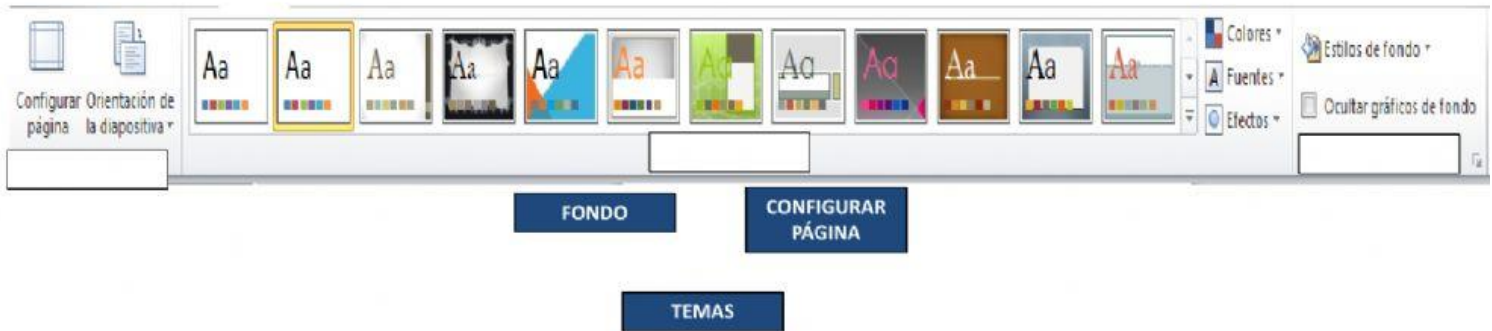 Configurar página
Orientación de la diapositiva
Aa
Aa
Aa
Aa
Aa
Aa
Aa
Aa
Aa
Aa
Aa
Aa
Colores
A Fuentes
Efectos
Estilos de fondo
Ocultar gráficos de fondo
FONDO
CONFIGURAR
PÁGINA
TEMAS